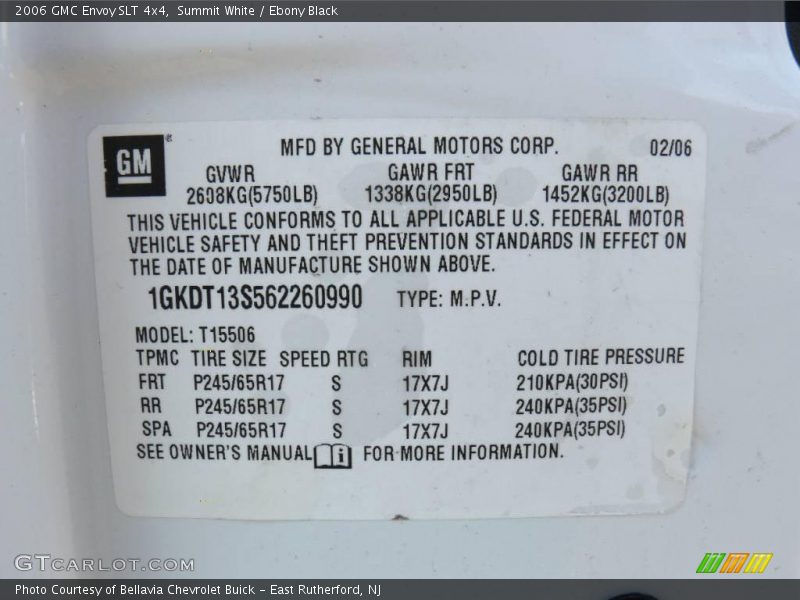 2006 GMC Envoy SLT 4x4, Summit White / Ebony Black
GM
MFD BY GENERAL MOTORS CORP. 02/06
GVWR GAWR FRT GAWR RR
2608KG(5750LB) 1338KG(2950LB) 1452KG(3200LB)
THIS VEHICLE CONFORMS TO ALL APPLICABLE U.S. FEDERAL MOTOR
VEHICLE SAFETY AND THEFT PREVENTION STANDARDS IN EFFECT ON
THE DATE OF MANUFACTURE SHOWN ABOVE.
1GKDT13S562260990 TYPE: M.P.V.
MODEL: T15506
TPMC TIRE SIZE SPEED RTG RIM COLD TIRE PRESSURE
FRT P245/65R17 S 17X7J 210KPA(30PSI)
RR P245/65R17 S 17X7J 240KPA(35PSI)
SPA P245/65R17 S 17X7J 240KPA(35PSI)
SEE OWNER'S MANUAL i FOR MORE INFORMATION.
GTCARLOT.COM
Photo Courtesy of Bellavia Chevrolet Buick - East Rutherford, NJ